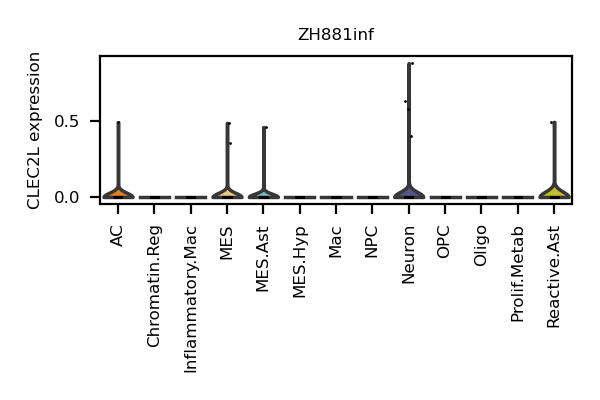 ZH881inf
CLEC2L expression
0.5
0.0
AC
Chromatin.Reg
Inflammatory.Mac
MES
MES.Ast
MES.Hyp
Mac
NPC
Neuron
OPC
Oligo
Prolif.Metab
Reactive.Ast